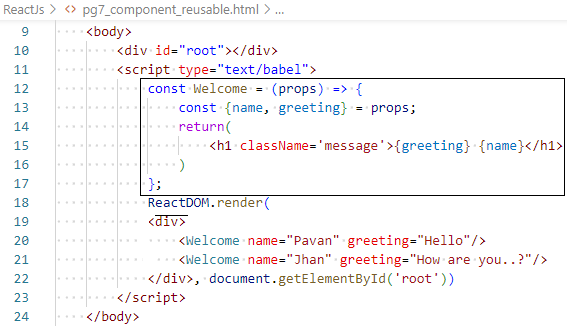 ReactJs > <> pg7_component_reusable.html > ...
9 <body>
10 <div id="root"></div>
11 <script type="text/babel">
12 const Welcome = (props) => {
13 const {name, greeting} = props;
14 return(
15 <h1 className='message'>{greeting} {name}</h1>
16 )
17 };
18 ReactDOM.render(
19 <div>
20 <Welcome name="Pavan" greeting="Hello"/>
21 <Welcome name="Jhan" greeting="How are you..?"/>
22 </div>, document.getElementById('root'))
23 </script>
24 </body>